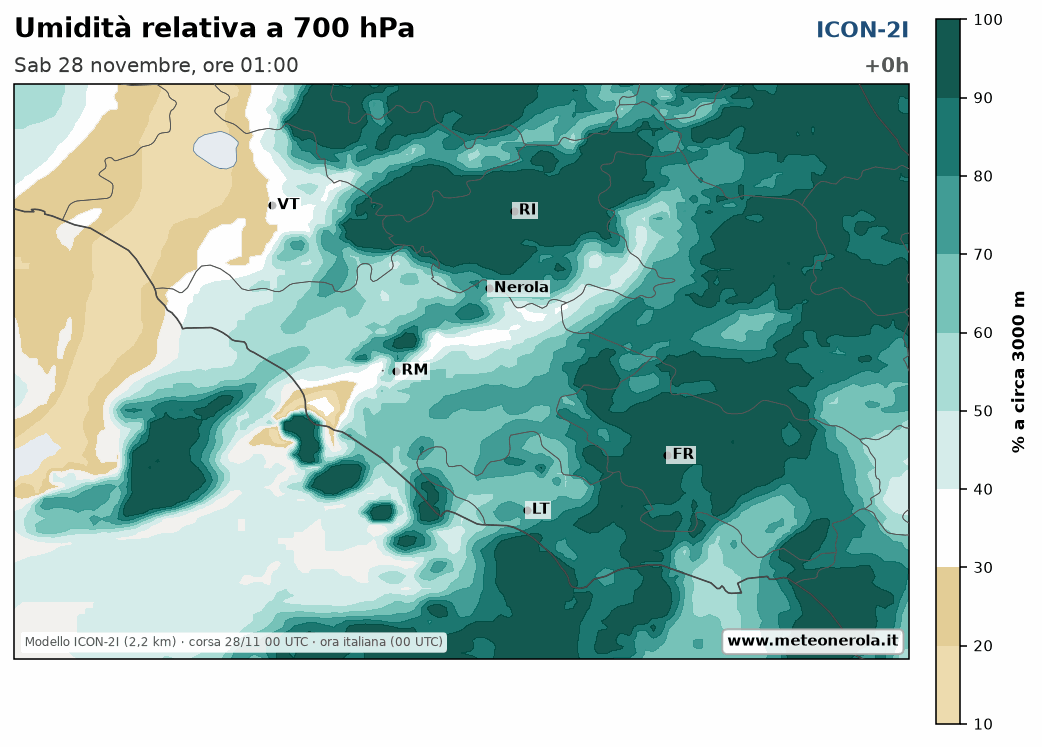 Umidità relativa a 700 hPa
ICON-2I
Sab 28 novembre, ore 01:00
+0h
100
90
80
70
60
50
40
30
20
10
% a circa 3000 m
VT
RI
Nerola
RM
FR
LT
Modello ICON-2I (2,2 km) · corsa 28/11 00 UTC · ora italiana (00 UTC)
www.meteonerola.it